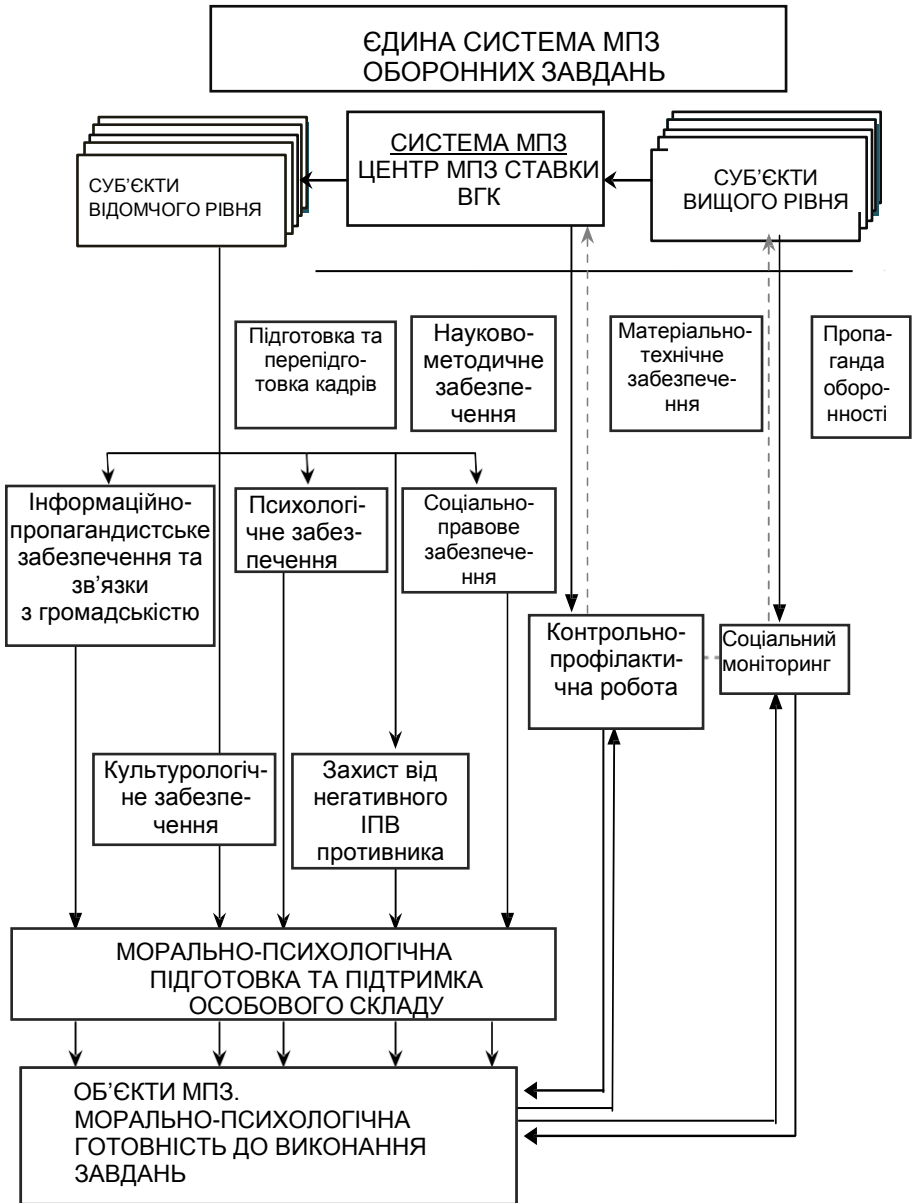 ЄДИНА СИСТЕМА МПЗ
ОБОРОННИХ ЗАВДАНЬ
СУБ’ЄКТИ
ВІДОМЧОГО РІВНЯ
СИСТЕМА МПЗ
ЦЕНТР МПЗ СТАВКИ
ВГК
СУБ’ЄКТИ
ВИЩОГО РІВНЯ
Підготовка та
перепідго-
товка кадрів
Науково-
методичне
забезпе-
чення
Матеріально-
технічне
забезпече-
ння
Пропа-
ганда
оборо-
нності
Інформаційно-
пропагандистське
забезпечення та
зв’язки
з громадськістю
Психологі-
чне забез-
печення
Соціально-
правове
забезпече-
ння
Контрольно-
профілакти-
чна робота
Соціальний
моніторинг
Культурологіч-
не забезпе-
чення
Захист від
негативного
ІПВ
противника
МОРАЛЬНО-ПСИХОЛОГІЧНА
ПІДГОТОВКА ТА ПІДТРИМКА
ОСОБОВОГО СКЛАДУ
ОБ’ЄКТИ МПЗ.
МОРАЛЬНО-ПСИХОЛОГІЧНА
ГОТОВНІСТЬ ДО ВИКОНАННЯ
ЗАВДАНЬ